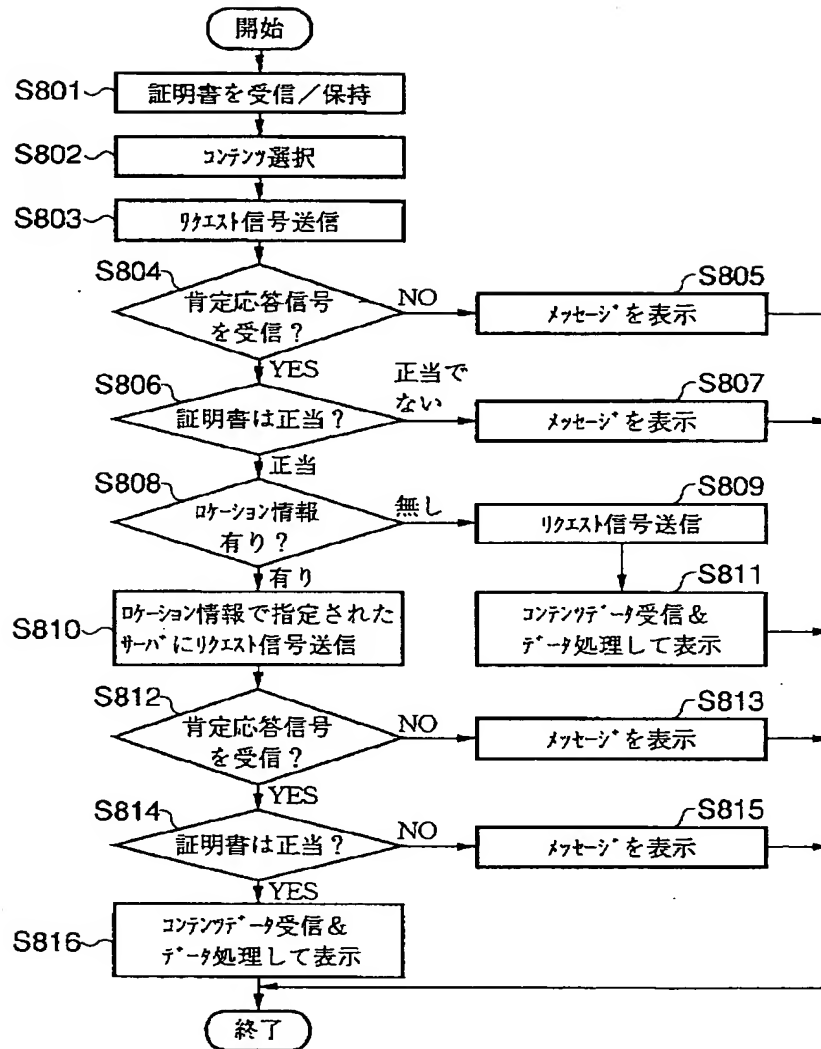 開始
S801
証明書を受信／保持
S802
コンテンツ選択
S803
リクエスト信号送信
S804
肯定応答信号
を受信？
NO
S805
メッセージを表示
YES
S806
証明書は正当？
正当で
ない
S807
メッセージを表示
正当
S808
ロケーション情報
有り？
無し
S809
リクエスト信号送信
有り
S810
ロケーション情報で指定された
サーバにリクエスト信号送信
S811
コンテンツデータ受信＆
データ処理して表示
S812
肯定応答信号
を受信？
NO
S813
メッセージを表示
YES
S814
証明書は正当？
NO
S815
メッセージを表示
YES
S816
コンテンツデータ受信＆
データ処理して表示
終了